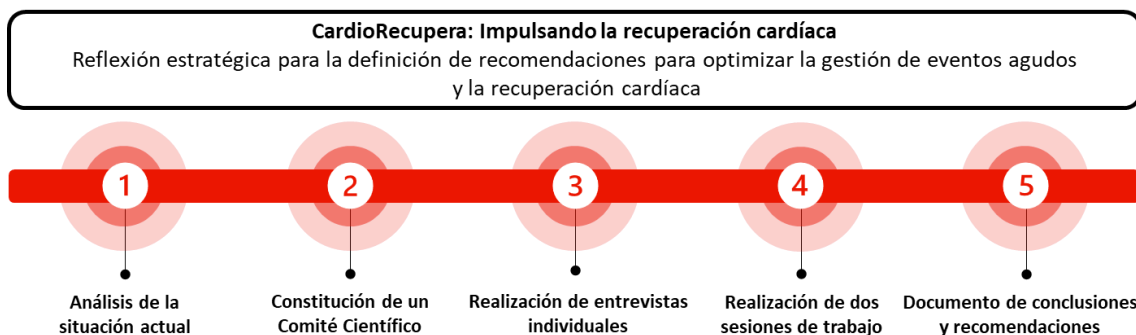 CardioRecupera: Impulsando la recuperación cardíaca
Reflexión estratégica para la definición de recomendaciones para optimizar la gestión de eventos agudos
y la recuperación cardíaca
1
2
3
4
5
Análisis de la
situación actual
Constitución de un
Comité Científico
Realización de entrevistas
individuales
Realización de dos
sesiones de trabajo
Documento de conclusiones
y recomendaciones